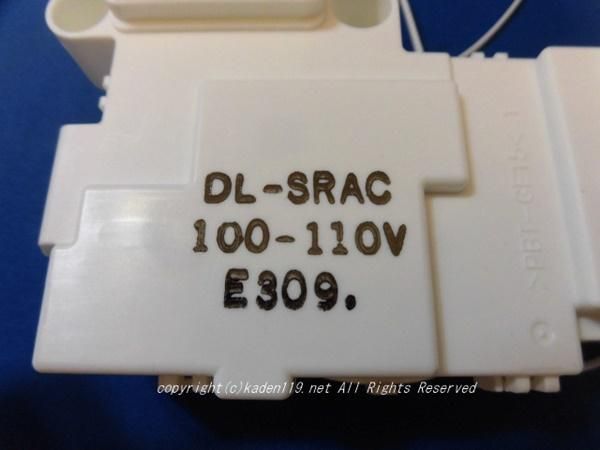 DL-SRAC
100-110V
E309.
copyright(c)kaden119.net All Rights Reserved